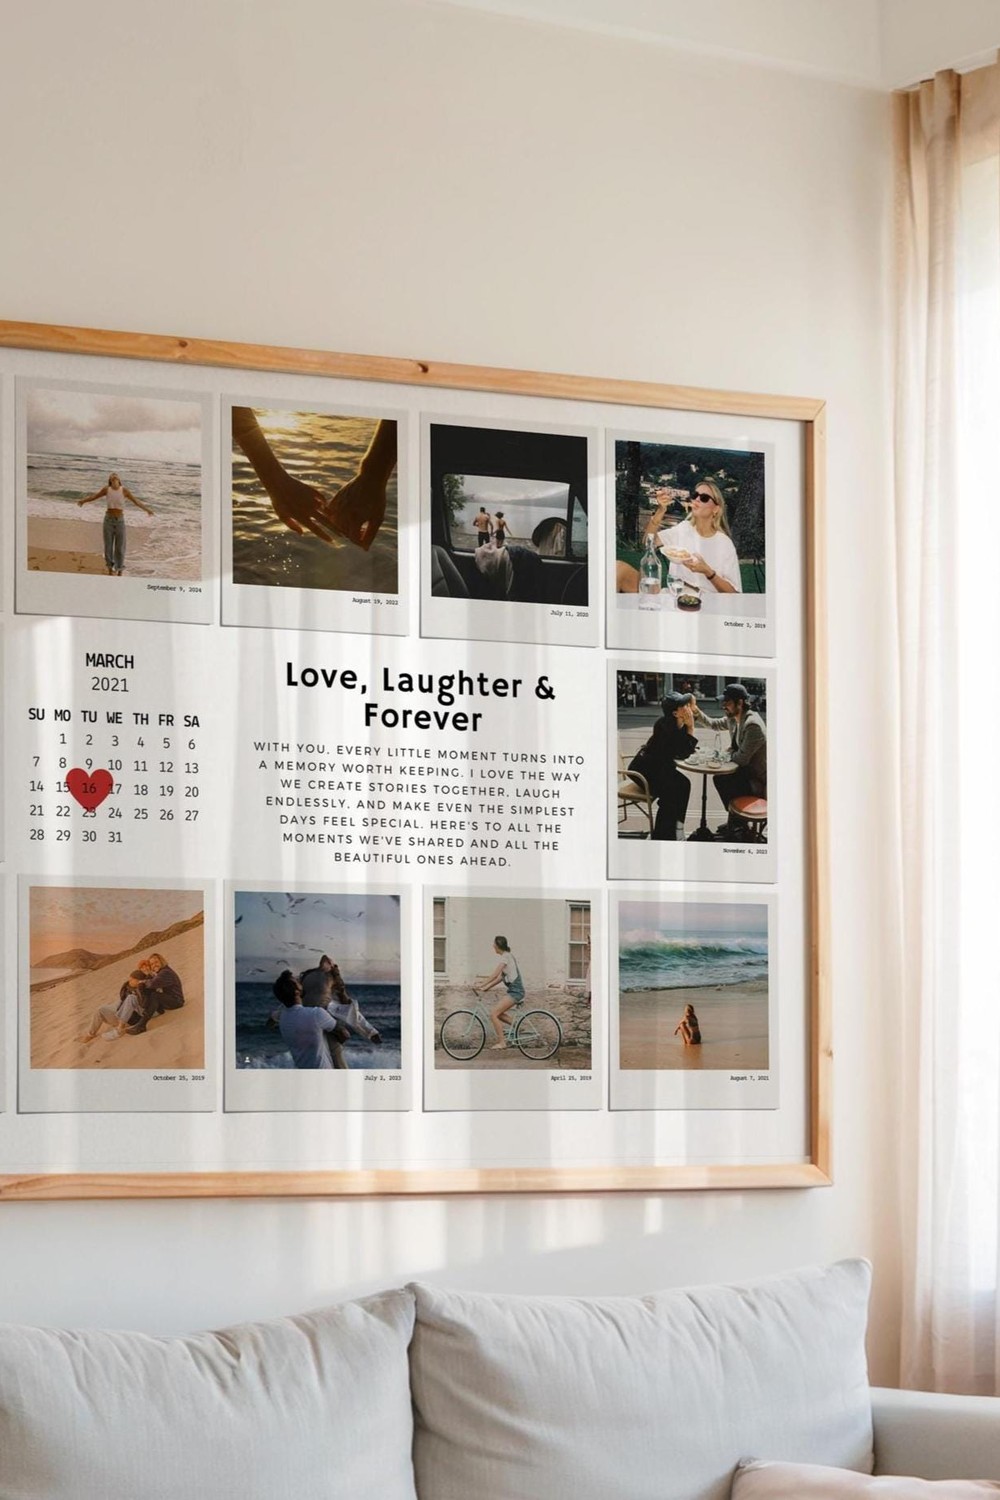 September 9, 2024
August 19, 2022
July 11, 2020
October 3, 2019
MARCH
2021
SU MO TU WE TH FR SA
1 2 3 4 5 6
7 8 9 10 11 12 13
14 15 16 17 18 19 20
21 22 23 24 25 26 27
28 29 30 31
Love, Laughter &
Forever
WITH YOU, EVERY LITTLE MOMENT TURNS INTO
A MEMORY WORTH KEEPING. I LOVE THE WAY
WE CREATE STORIES TOGETHER, LAUGH
ENDLESSLY, AND MAKE EVEN THE SIMPLEST
DAYS FEEL SPECIAL. HERE'S TO ALL THE
MOMENTS WE'VE SHARED AND ALL THE
BEAUTIFUL ONES AHEAD.
November 4, 2023
October 25, 2019
July 2, 2023
April 25, 2019
August 7, 2021